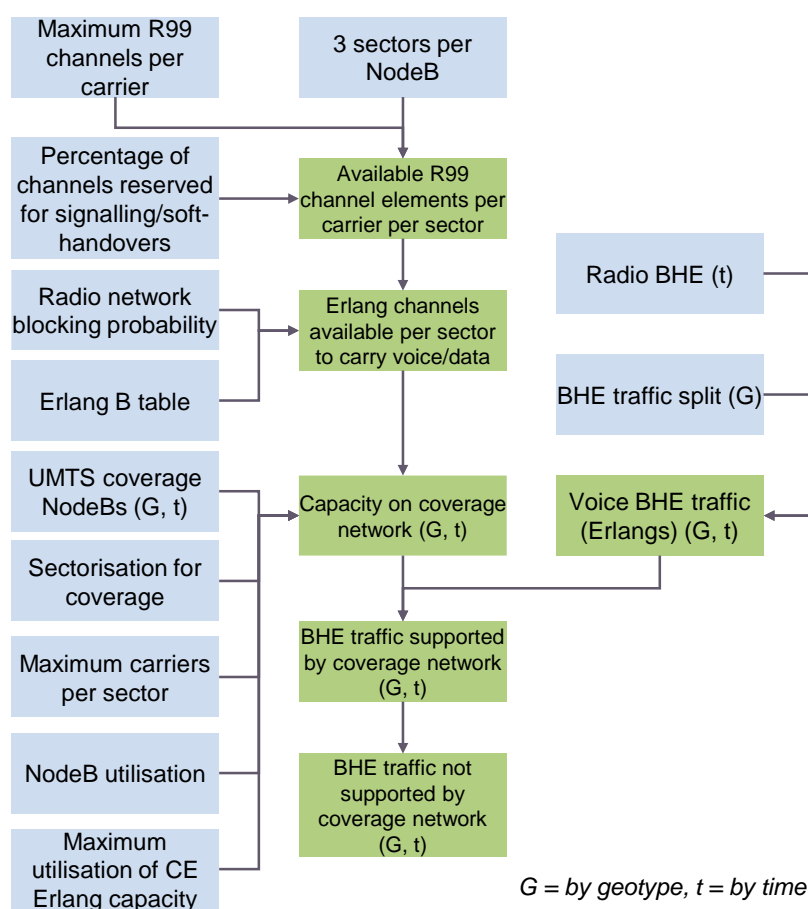 Maximum R99
channels per
carrier
3 sectors per
NodeB
Percentage of
channels reserved
for signalling/soft-
handovers
Available R99
channel elements per
carrier per sector
Radio network
blocking probability
Erlang channels
available per sector
to carry voice/data
Radio BHE (t)
Erlang B table
BHE traffic split (G)
UMTS coverage
NodeBs (G, t)
Capacity on coverage
network (G, t)
Voice BHE traffic
(Erlangs) (G, t)
Sectorisation for
coverage
Maximum carriers
per sector
BHE traffic supported
by coverage network
(G, t)
NodeB utilisation
BHE traffic not
supported by
coverage network
(G, t)
Maximum
utilisation of CE
Erlang capacity
G = by geotype, t = by time